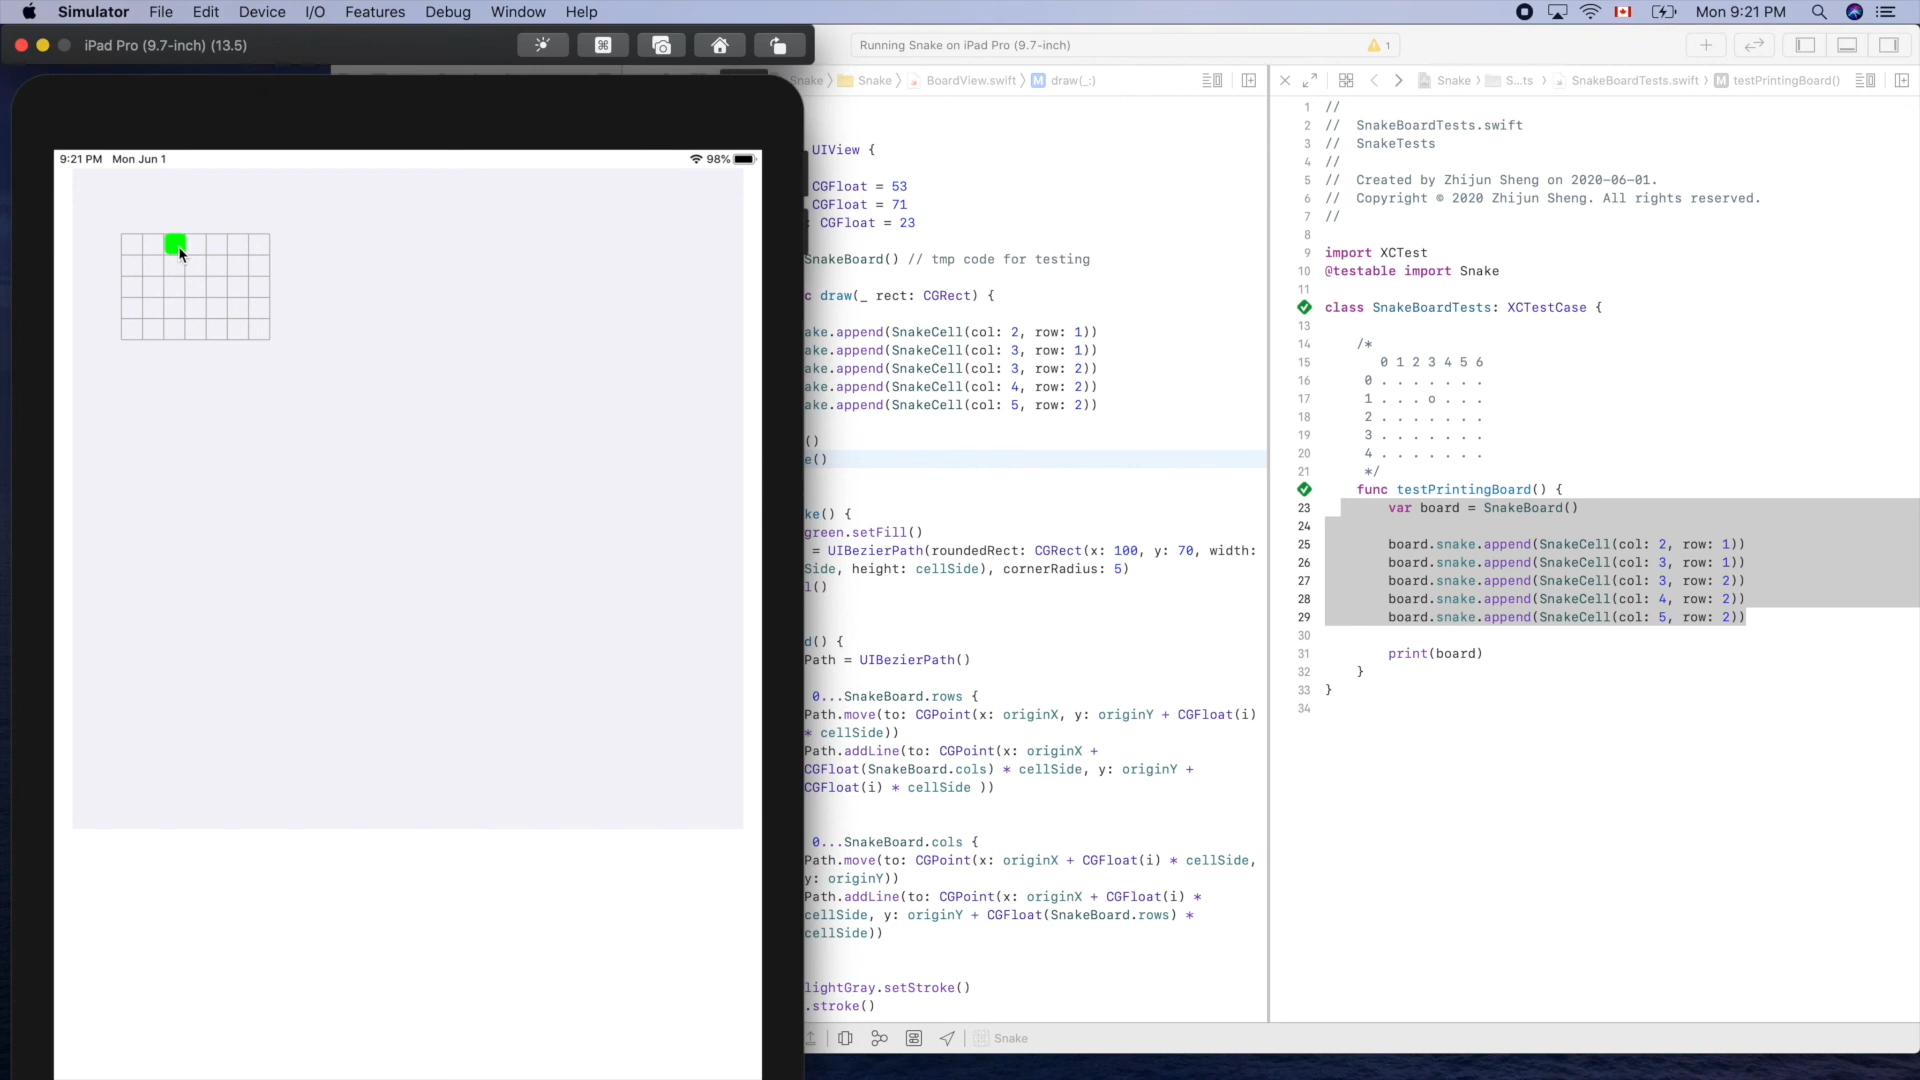 Simulator File Edit Device I/O Features Debug Window Help Mon 9:21 PM
iPad Pro (9.7-inch) (13.5)
Running Snake on iPad Pro (9.7-inch) 1
9:21 PM Mon Jun 1 98%
Snake Snake BoardView.swift M draw(_:)
UIView {
CGFloat = 53
CGFloat = 71
: CGFloat = 23
SnakeBoard() // tmp code for testing
c draw(_ rect: CGRect) {
ake.append(SnakeCell(col: 2, row: 1))
ake.append(SnakeCell(col: 3, row: 1))
ake.append(SnakeCell(col: 3, row: 2))
ake.append(SnakeCell(col: 4, row: 2))
ake.append(SnakeCell(col: 5, row: 2))
()
e()
ke() {
green.setFill()
= UIBezierPath(roundedRect: CGRect(x: 100, y: 70, width:
Side, height: cellSide), cornerRadius: 5)
l()
d() {
Path = UIBezierPath()
0...SnakeBoard.rows {
Path.move(to: CGPoint(x: originX, y: originY + CGFloat(i)
* cellSide))
Path.addLine(to: CGPoint(x: originX +
CGFloat(SnakeBoard.cols) * cellSide, y: originY +
CGFloat(i) * cellSide ))
0...SnakeBoard.cols {
Path.move(to: CGPoint(x: originX + CGFloat(i) * cellSide,
y: originY))
Path.addLine(to: CGPoint(x: originX + CGFloat(i) *
cellSide, y: originY + CGFloat(SnakeBoard.rows) *
cellSide))
lightGray.setStroke()
.stroke()
Snake
Snake S...ts SnakeBoardTests.swift M testPrintingBoard()
1 //
2 // SnakeBoardTests.swift
3 // SnakeTests
4 //
5 // Created by Zhijun Sheng on 2020-06-01.
6 // Copyright © 2020 Zhijun Sheng. All rights reserved.
7 //
8
9 import XCTest
10 @testable import Snake
11
class SnakeBoardTests: XCTestCase {
13
14 /*
15 0 1 2 3 4 5 6
16 0 . . . . . . .
17 1 . . . o . . .
18 2 . . . . . . .
19 3 . . . . . . .
20 4 . . . . . . .
21 */
func testPrintingBoard() {
23 var board = SnakeBoard()
24
25 board.snake.append(SnakeCell(col: 2, row: 1))
26 board.snake.append(SnakeCell(col: 3, row: 1))
27 board.snake.append(SnakeCell(col: 3, row: 2))
28 board.snake.append(SnakeCell(col: 4, row: 2))
29 board.snake.append(SnakeCell(col: 5, row: 2))
30
31 print(board)
32 }
33 }
34